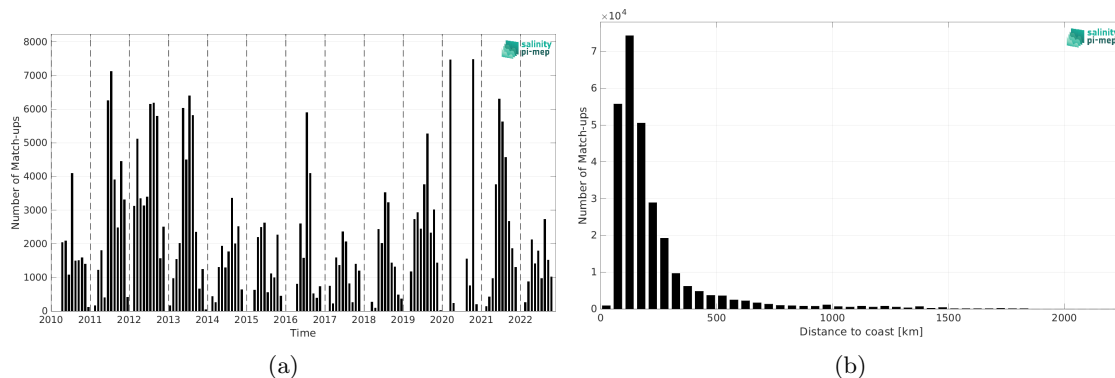 8000
7000
6000
5000
4000
3000
2000
1000
0
Number of Match-ups
2010 2011 2012 2013 2014 2015 2016 2017 2018 2019 2020 2021 2022
Time
salinity
pi-mep
(a)
×10⁴
7
6
5
4
3
2
1
0
Number of Match-ups
0 500 1000 1500 2000
Distance to coast [km]
salinity
pi-mep
(b)